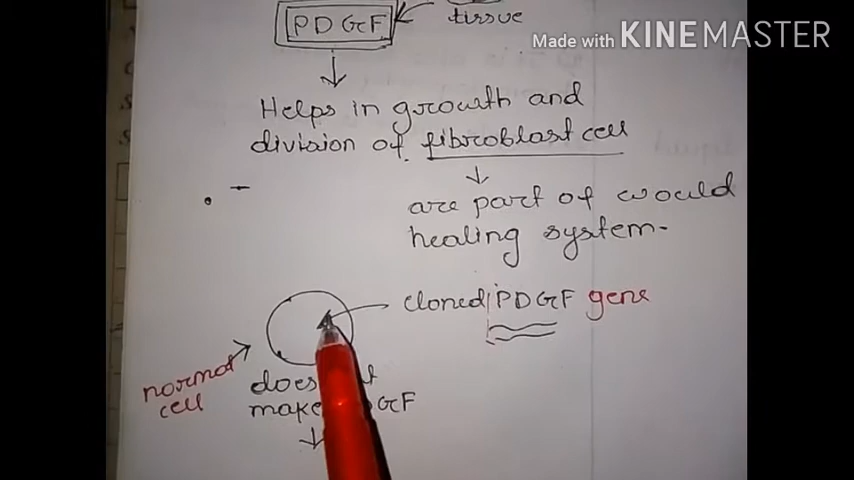 PDGF
tissue
Made with KINEMASTER
Helps in growth and
division of fibroblast cell
are part of would
healing system.
cloned PDGF gene
normal
cell
does
make GF